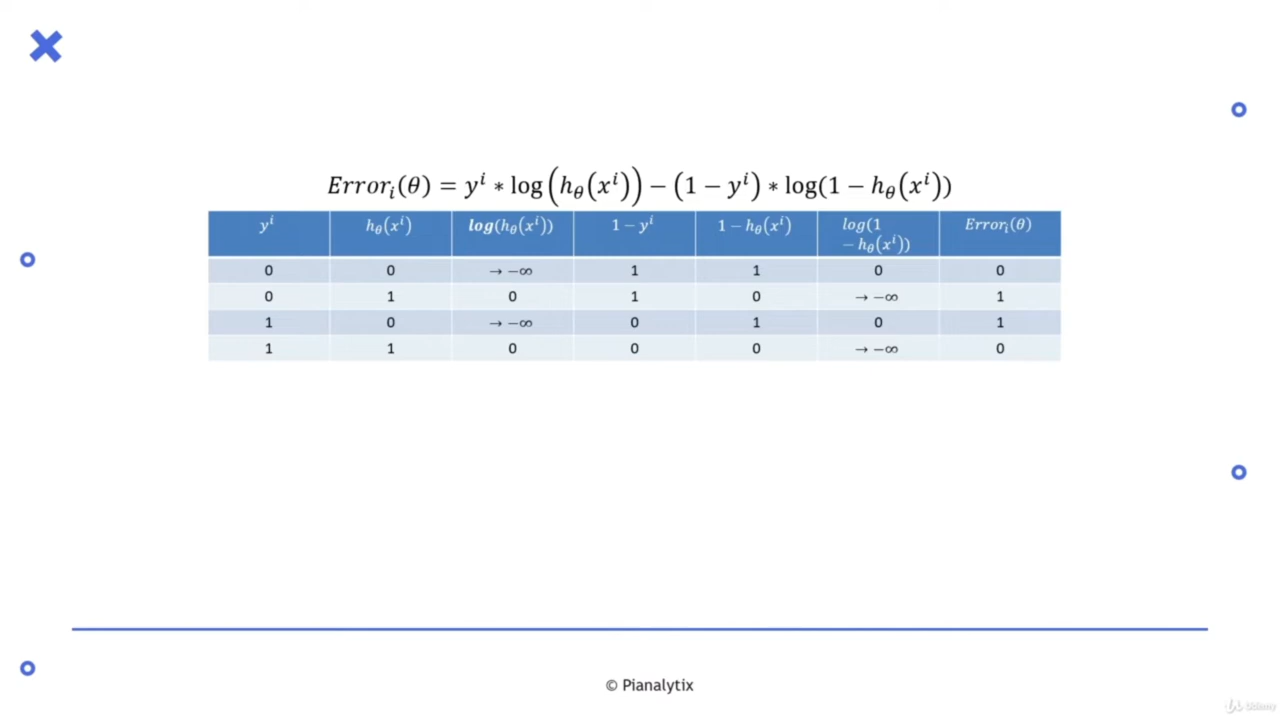 Error_i(θ) = y^i * log(h_θ(x^i)) − (1 − y^i) * log(1 − h_θ(x^i))
y^i h_θ(x^i) log(h_θ(x^i)) 1 − y^i 1 − h_θ(x^i) log(1 − h_θ(x^i)) Error_i(θ)
0 0 → −∞ 1 1 0 0
0 1 0 1 0 → −∞ 1
1 0 → −∞ 0 1 0 1
1 1 0 0 0 → −∞ 0
© Pianalytix
Udemy